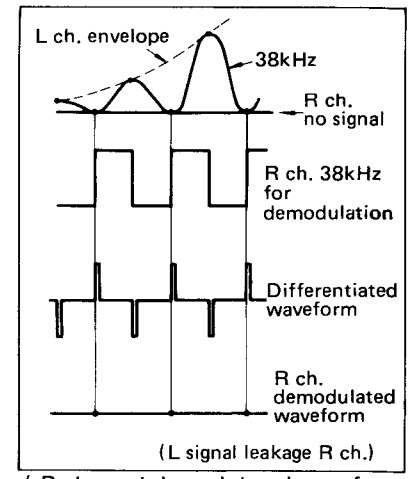 L ch. envelope
38kHz
R ch.
no signal
R ch. 38kHz
for
demodulation
Differentiated
waveform
R ch.
demodulated
waveform
(L signal leakage R ch.)